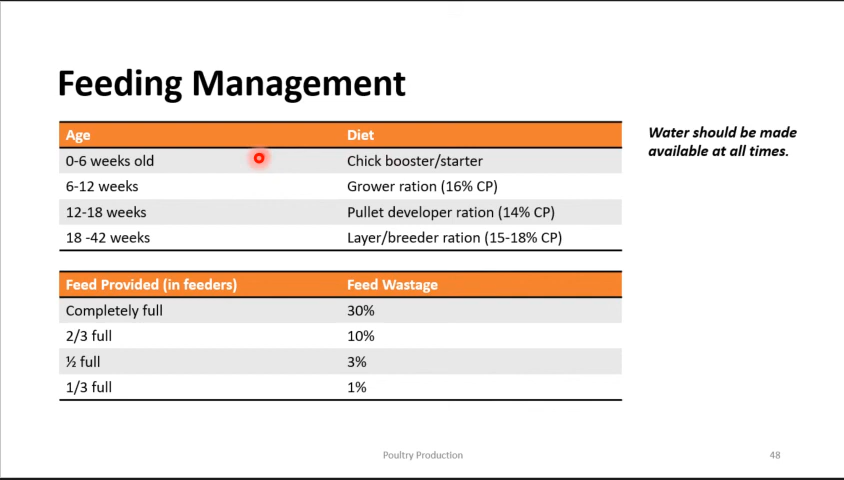 Feeding Management
Age Diet
0-6 weeks old Chick booster/starter
6-12 weeks Grower ration (16% CP)
12-18 weeks Pullet developer ration (14% CP)
18 -42 weeks Layer/breeder ration (15-18% CP)
Feed Provided (in feeders) Feed Wastage
Completely full 30%
2/3 full 10%
½ full 3%
1/3 full 1%
Water should be made
available at all times.
Poultry Production 48